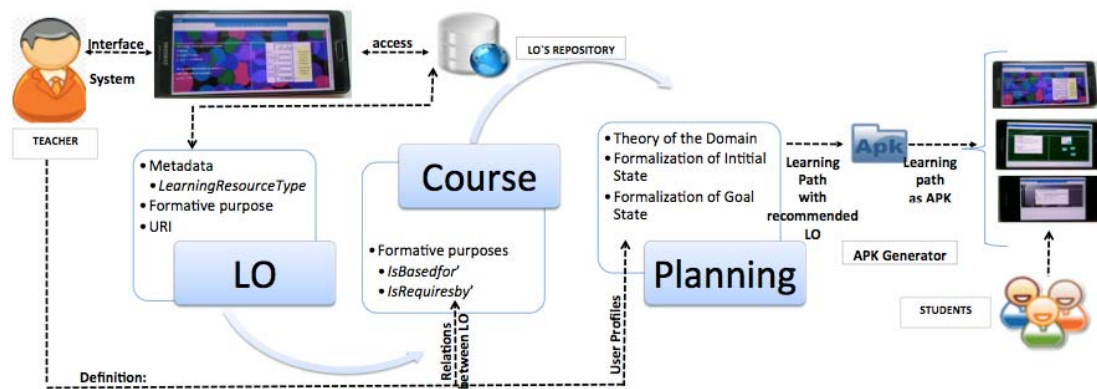 Interface
System
TEACHER
access
LO`S REPOSITORY
• Metadata
• LearningResourceType
• Formative purpose
• URI
LO
Course
• Formative purposes
• IsBasedfor'
• IsRequiresby'
• Theory of the Domain
• Formalization of Intitial
State
• Formalization of Goal
State
Planning
Learning
Path
with
recommended
LO
Apk
Learning
path
as APK
APK Generator
STUDENTS
Relations
between LO
User Profiles
Definition: